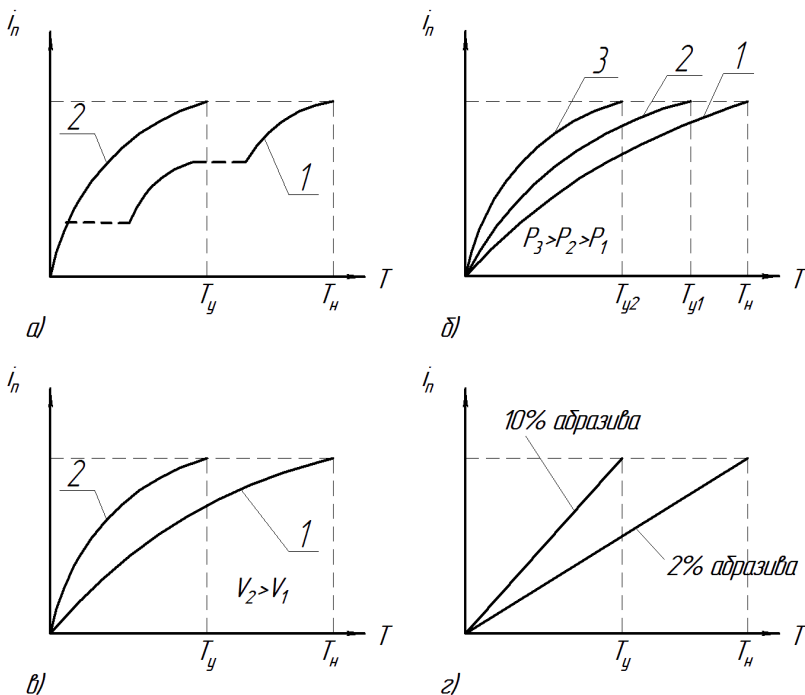 iп
2
1
Tу
Tн
T
а)
iп
3
2
1
P3>P2>P1
Tу2
Tу1
Tн
T
б)
iп
2
1
V2>V1
Tу
Tн
T
в)
iп
10% абразива
2% абразива
Tу
Tн
T
г)